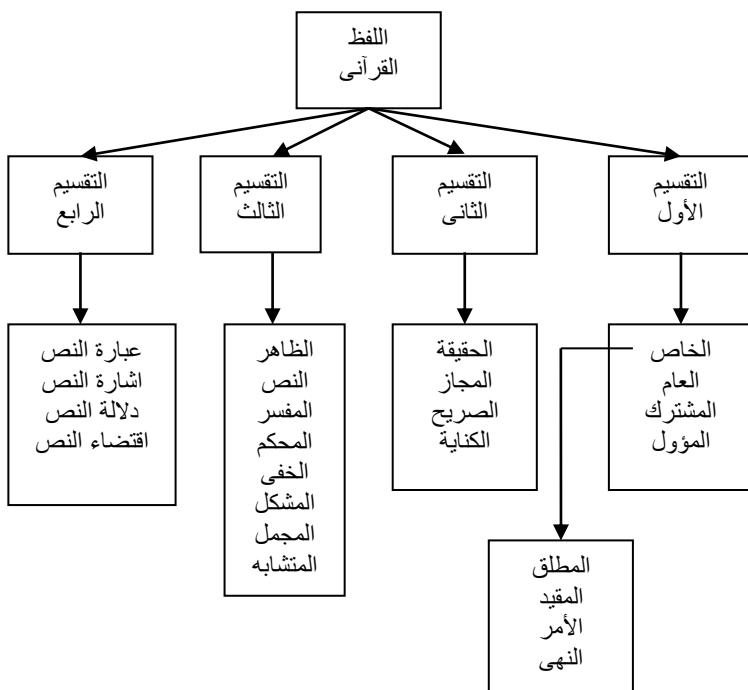 اللفظ
القرآنى
التقسيم
الأول
التقسيم
الثانى
التقسيم
الثالث
التقسيم
الرابع
الخاص
العام
المشترك
المؤول
الحقيقة
المجاز
الصريح
الكناية
الظاهر
النص
المفسر
المحكم
الخفى
المشكل
المجمل
المتشابه
عبارة النص
اشارة النص
دلالة النص
اقتضاء النص
المطلق
المقيد
الأمر
النهى